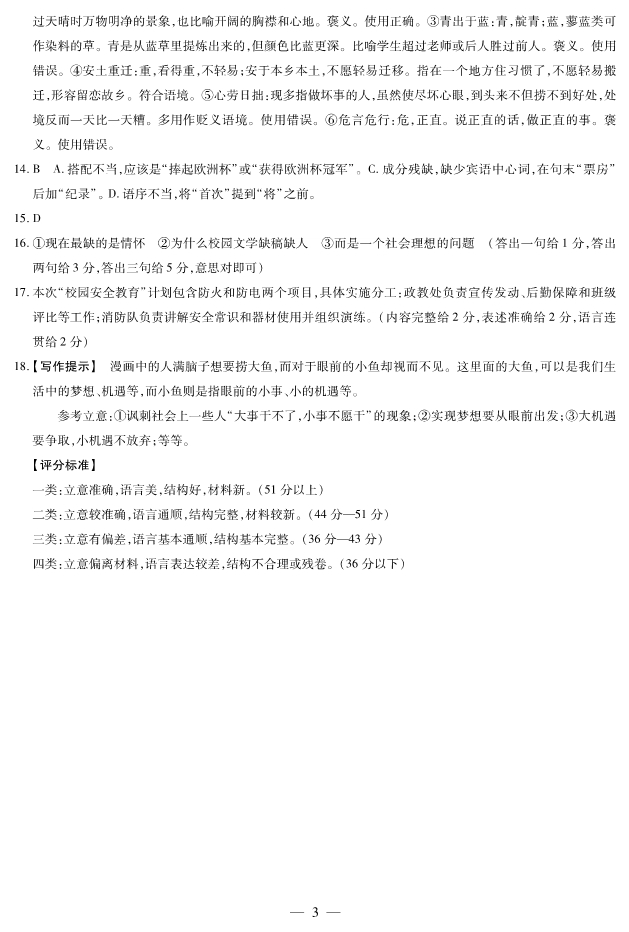 过天晴时万物明净的景象,也比喻开阔的胸襟和心地。褒义。使用正确。③青出于蓝:青,靛青;蓝,蓼蓝类可
作染料的草。青是从蓝草里提炼出来的,但颜色比蓝更深。比喻学生超过老师或后人胜过前人。褒义。使用
错误。④安土重迁:重,看得重,不轻易;安于本乡本土,不愿轻易迁移。指在一个地方住习惯了,不愿轻易搬
迁,形容留恋故乡。符合语境。⑤心劳日拙:现多指做坏事的人,虽然使尽坏心眼,到头来不但捞不到好处,处
境反而一天比一天糟。多用作贬义语境。使用错误。⑥危言危行:危,正直。说正直的话,做正直的事。褒
义。使用错误。
14. B A. 搭配不当,应该是“捧起欧洲杯”或“获得欧洲杯冠军”。C. 成分残缺,缺少宾语中心词,在句末“票房”
后加“纪录”。D. 语序不当,将“首次”提到“将”之前。
15. D
16. ①现在最缺的是情怀 ②为什么校园文学缺稿缺人 ③而是一个社会理想的问题 (答出一句给 1 分,答出
两句给 3 分,答出三句给 5 分,意思对即可)
17. 本次“校园安全教育”计划包含防火和防电两个项目,具体实施分工:政教处负责宣传发动、后勤保障和班级
评比等工作;消防队负责讲解安全常识和器材使用并组织演练。(内容完整给 2 分,表述准确给 2 分,语言连
贯给 2 分)
18.【写作提示】 漫画中的人满脑子想要捞大鱼,而对于眼前的小鱼却视而不见。这里面的大鱼,可以是我们生
活中的梦想、机遇等,而小鱼则是指眼前的小事、小的机遇等。
参考立意:①讽刺社会上一些人“大事干不了,小事不愿干”的现象;②实现梦想要从眼前出发;③大机遇
要争取,小机遇不放弃;等等。
【评分标准】
一类:立意准确,语言美,结构好,材料新。(51 分以上)
二类:立意较准确,语言通顺,结构完整,材料较新。(44 分—51 分)
三类:立意有偏差,语言基本通顺,结构基本完整。(36 分—43 分)
四类:立意偏离材料,语言表达较差,结构不合理或残卷。(36 分以下)
— 3 —